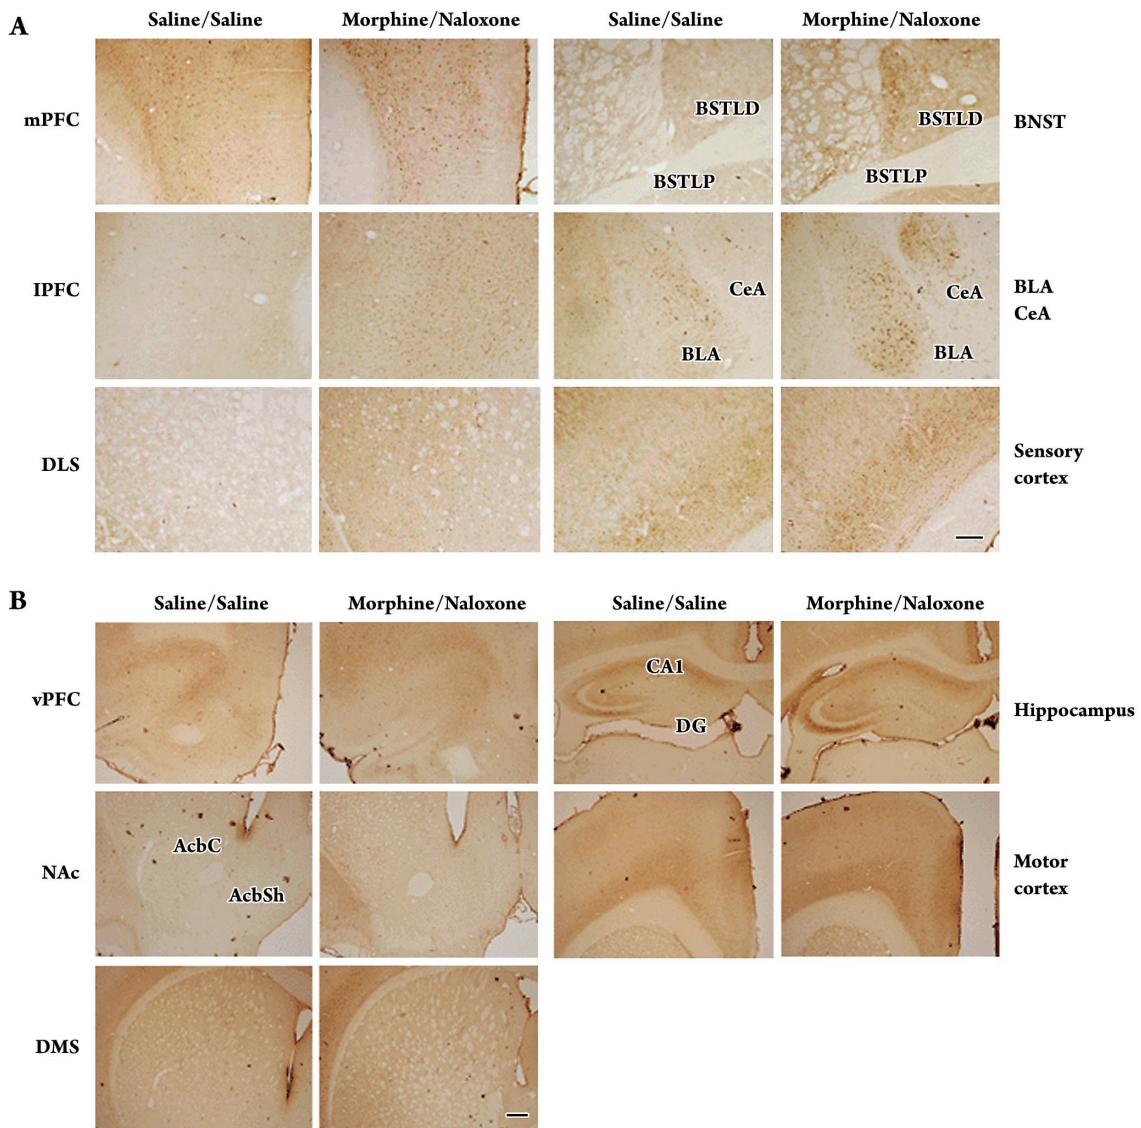 A
Saline/Saline
Morphine/Naloxone
Saline/Saline
Morphine/Naloxone
mPFC
BSTLD
BSTLP
BSTLD
BSTLP
BNST
IPFC
CeA
BLA
CeA
BLA
BLA
CeA
DLS
Sensory
cortex
B
Saline/Saline
Morphine/Naloxone
Saline/Saline
Morphine/Naloxone
vPFC
CA1
DG
Hippocampus
NAc
AcbC
AcbSh
Motor
cortex
DMS